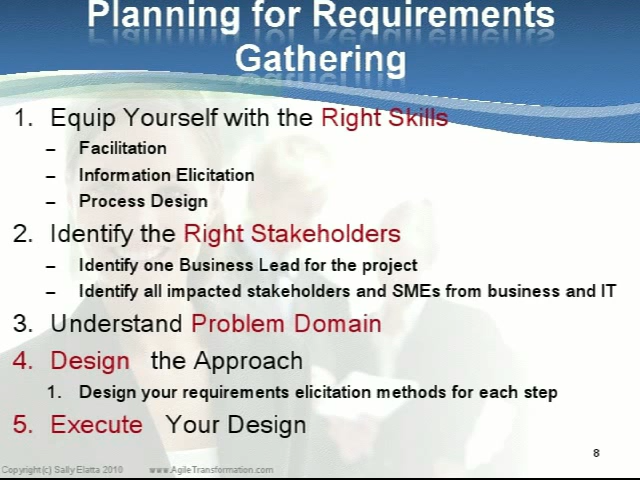 Planning for Requirements
Gathering
1. Equip Yourself with the Right Skills
– Facilitation
– Information Elicitation
– Process Design
2. Identify the Right Stakeholders
– Identify one Business Lead for the project
– Identify all impacted stakeholders and SMEs from business and IT
3. Understand Problem Domain
4. Design the Approach
1. Design your requirements elicitation methods for each step
5. Execute Your Design
8
Copyright(c) Sally Elatta 2010 www.AgileTransformation.com